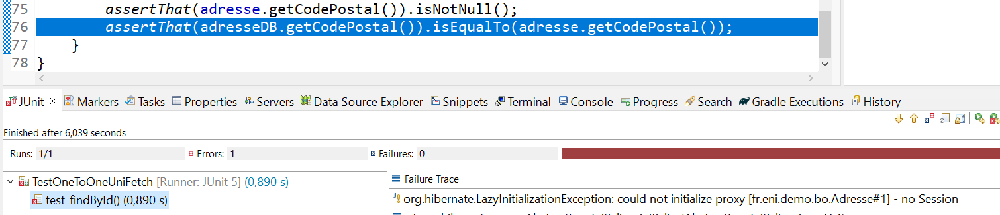 75 assertThat(adresse.getCodePostal()).isNotNull();
76 assertThat(adresseDB.getCodePostal()).isEqualTo(adresse.getCodePostal());
77 }
78 }
JUnit Markers Tasks Properties Servers Data Source Explorer Snippets Terminal Console Progress Search Gradle Executions History
Finished after 6,039 seconds
Runs: 1/1 Errors: 1 Failures: 0
TestOneToOneUniFetch [Runner: JUnit 5] (0,890 s)
test_findById() (0,890 s)
Failure Trace
org.hibernate.LazyInitializationException: could not initialize proxy [fr.eni.demo.bo.Adresse#1] - no Session